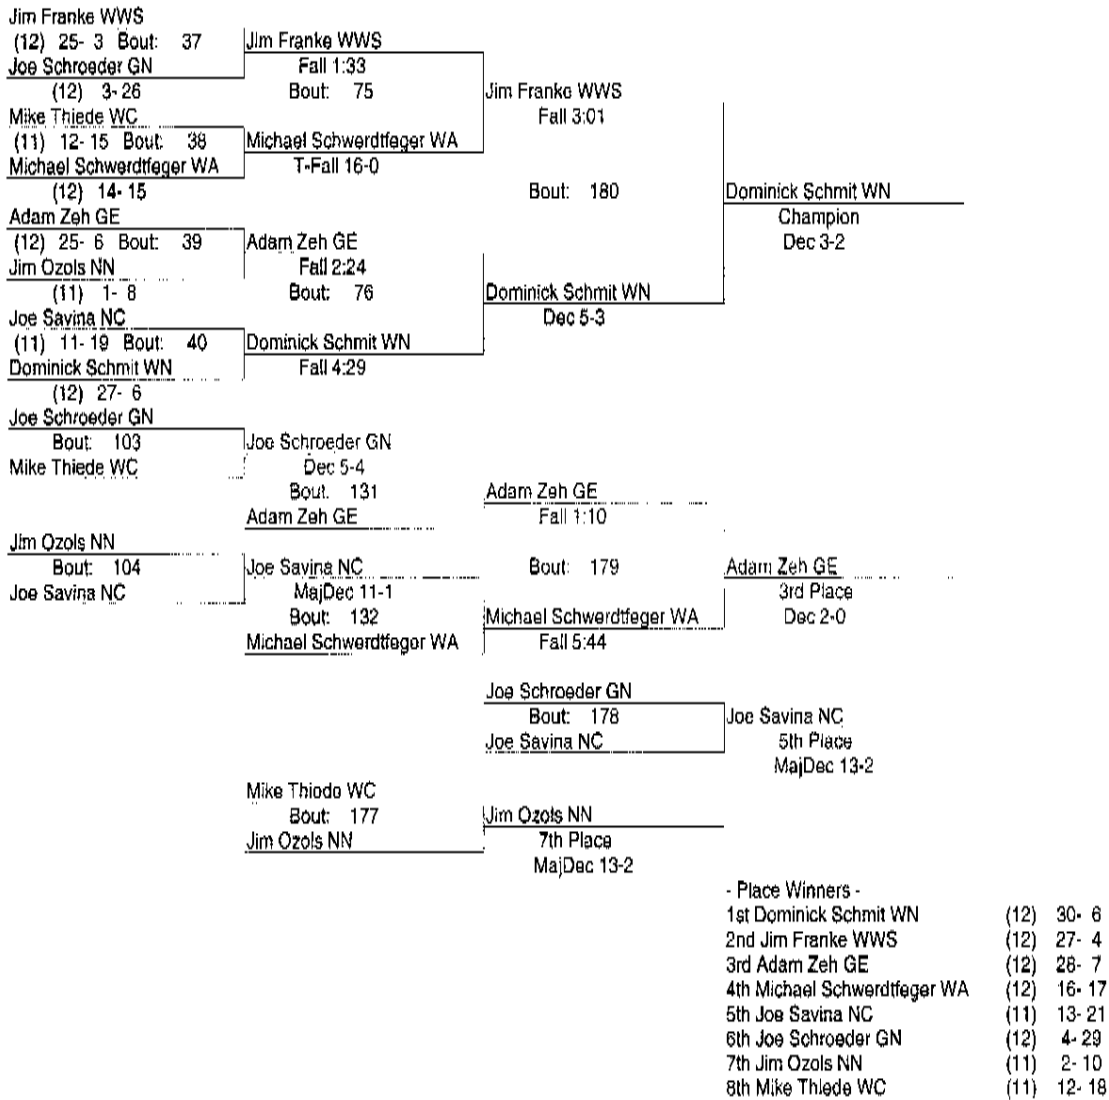 Jim Franke WWS
(12) 25- 3 Bout: 37
Joe Schroeder GN
(12) 3- 26
Mike Thiede WC
(11) 12- 15 Bout: 38
Michael Schwerdtfeger WA
(12) 14- 15
Adam Zeh GE
(12) 25- 6 Bout: 39
Jim Ozols NN
(11) 1- 8
Joe Savina NC
(11) 11- 19 Bout: 40
Dominick Schmit WN
(12) 27- 6
Jim Franke WWS
Fall 1:33
Bout: 75
Michael Schwerdtfeger WA
T-Fall 16-0
Adam Zeh GE
Fall 2:24
Bout: 76
Dominick Schmit WN
Fall 4:29
Jim Franke WWS
Fall 3:01
Bout: 180
Dominick Schmit WN
Dec 5-3
Dominick Schmit WN
Champion
Dec 3-2
Joe Schroeder GN
Bout: 103
Mike Thiede WC
Jim Ozols NN
Bout: 104
Joe Savina NC
Joe Schroeder GN
Dec 5-4
Bout: 131
Adam Zeh GE
Joe Savina NC
MajDec 11-1
Bout: 132
Michael Schwerdtfeger WA
Adam Zeh GE
Fall 1:10
Bout: 179
Michael Schwerdtfeger WA
Fall 5:44
Adam Zeh GE
3rd Place
Dec 2-0
Joe Schroeder GN
Bout: 178
Joe Savina NC
Joe Savina NC
5th Place
MajDec 13-2
Mike Thiede WC
Bout: 177
Jim Ozols NN
Jim Ozols NN
7th Place
MajDec 13-2
- Place Winners -
1st Dominick Schmit WN (12) 30- 6
2nd Jim Franke WWS (12) 27- 4
3rd Adam Zeh GE (12) 28- 7
4th Michael Schwerdtfeger WA (12) 16- 17
5th Joe Savina NC (11) 13- 21
6th Joe Schroeder GN (12) 4- 29
7th Jim Ozols NN (11) 2- 10
8th Mike Thiede WC (11) 12- 18